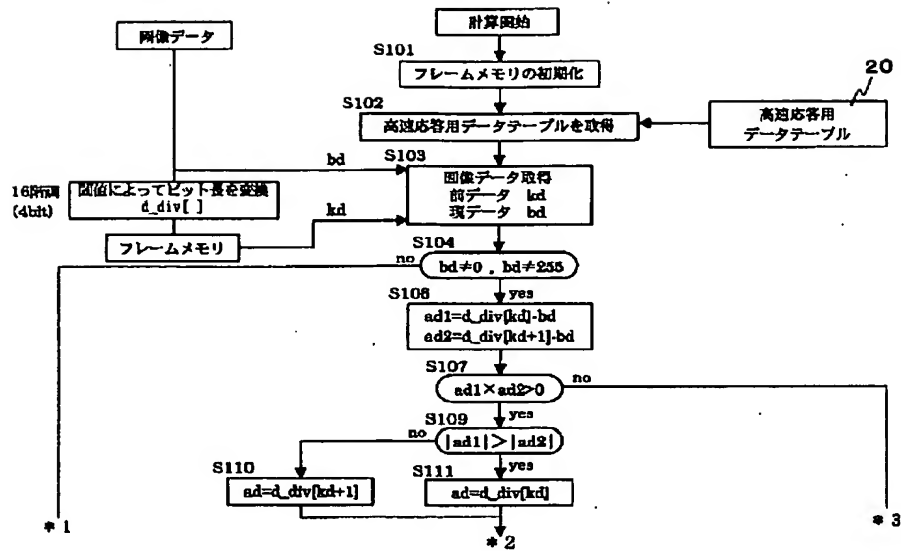 計算開始
画像データ
S101
フレームメモリの初期化
20
S102
高速応答用データテーブルを取得
高速応答用
データテーブル
bd
S103
画像データ取得
前データ kd
現データ bd
16階調
(4bit)
閾値によってビット長を変換
d_div[ ]
kd
フレームメモリ
S104
no
bd≠0 , bd≠255
yes
S106
ad1=d_div[kd]-bd
ad2=d_div[kd+1]-bd
S107
no
ad1×ad2>0
yes
S109
no
|ad1|>|ad2|
yes
S110
S111
ad=d_div[kd+1]
ad=d_div[kd]
*1
*2
*3